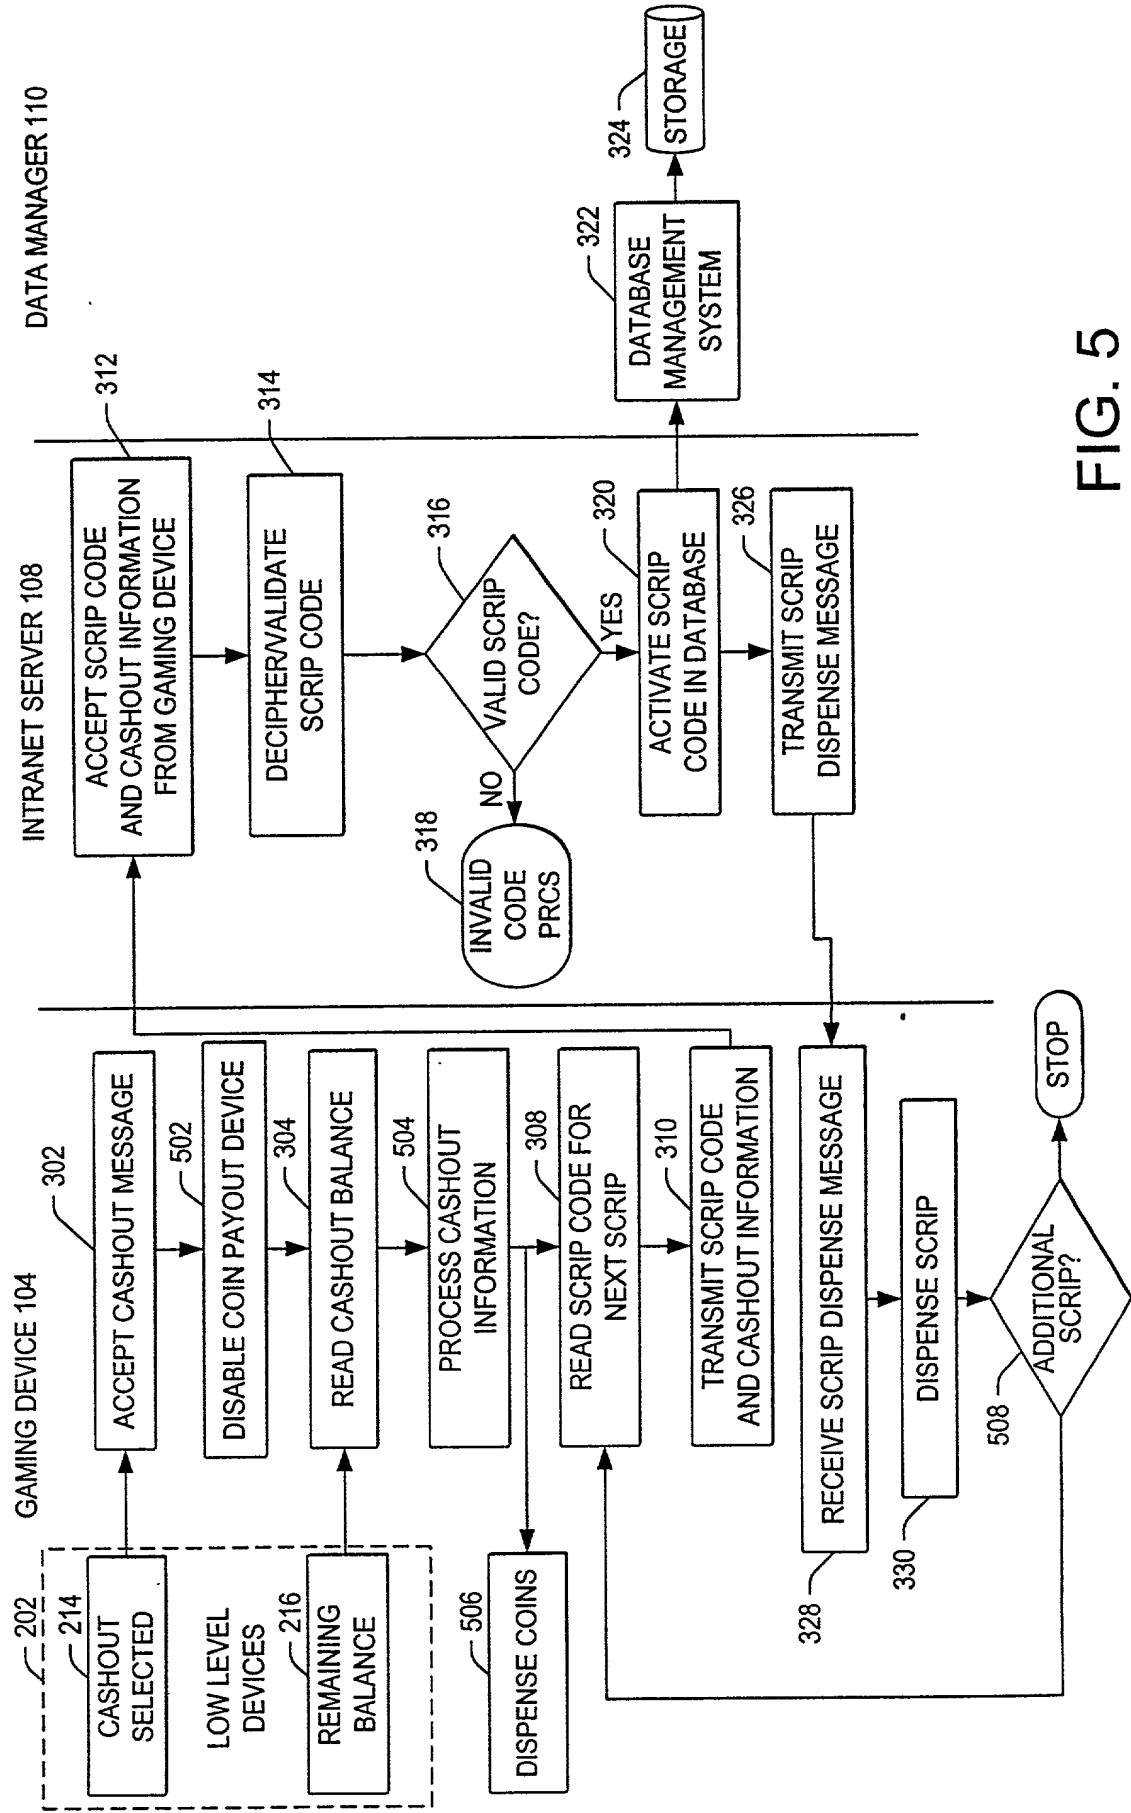 GAMING DEVICE 104
INTRANET SERVER 108
DATA MANAGER 110
202
214
CASHOUT
SELECTED
LOW LEVEL
DEVICES
216
REMAINING
BALANCE
302
ACCEPT CASHOUT MESSAGE
502
DISABLE COIN PAYOUT DEVICE
304
READ CASHOUT BALANCE
504
PROCESS CASHOUT
INFORMATION
506
DISPENSE COINS
308
READ SCRIP CODE FOR
NEXT SCRIP
310
TRANSMIT SCRIP CODE
AND CASHOUT INFORMATION
328
RECEIVE SCRIP DISPENSE MESSAGE
330
DISPENSE SCRIP
508
ADDITIONAL
SCRIP?
STOP
312
ACCEPT SCRIP CODE
AND CASHOUT INFORMATION
FROM GAMING DEVICE
314
DECIPHER/VALIDATE
SCRIP CODE
316
VALID SCRIP
CODE?
NO
318
INVALID
CODE
PRCS
YES
320
ACTIVATE SCRIP
CODE IN DATABASE
326
TRANSMIT SCRIP
DISPENSE MESSAGE
322
DATABASE
MANAGEMENT
SYSTEM
324
STORAGE
FIG. 5